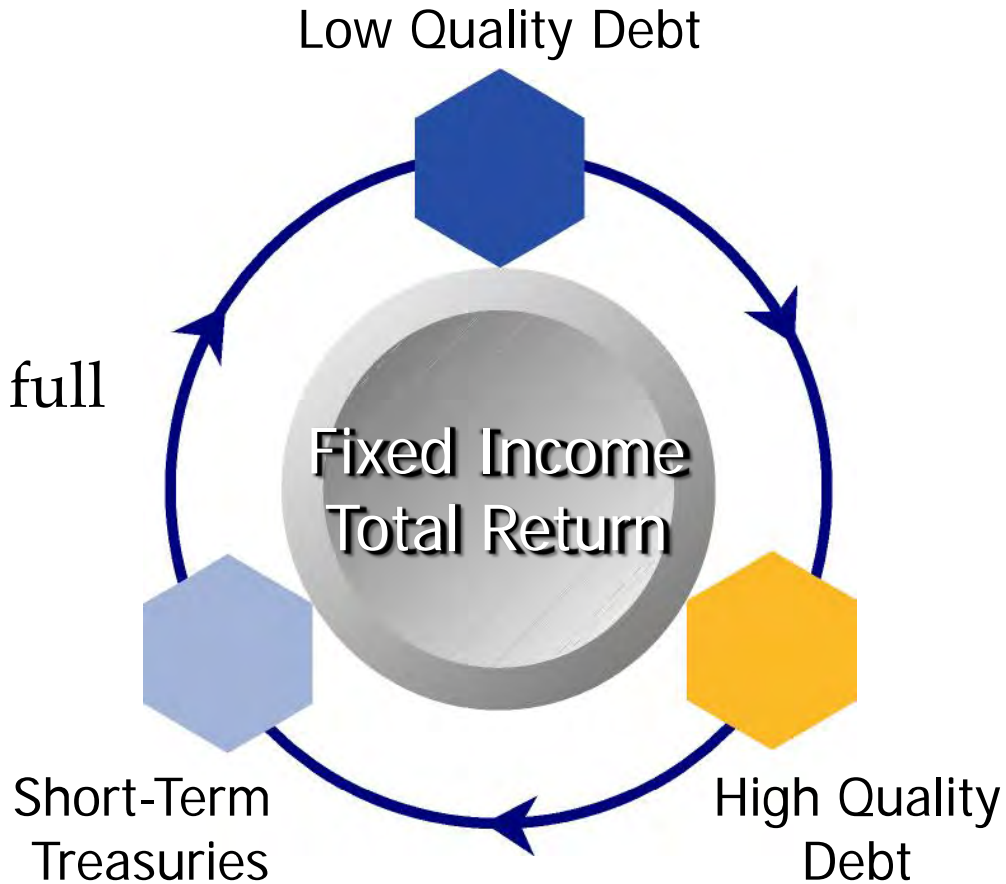 Low Quality Debt
full
Fixed Income
Total Return
Short-Term
Treasuries
High Quality
Debt